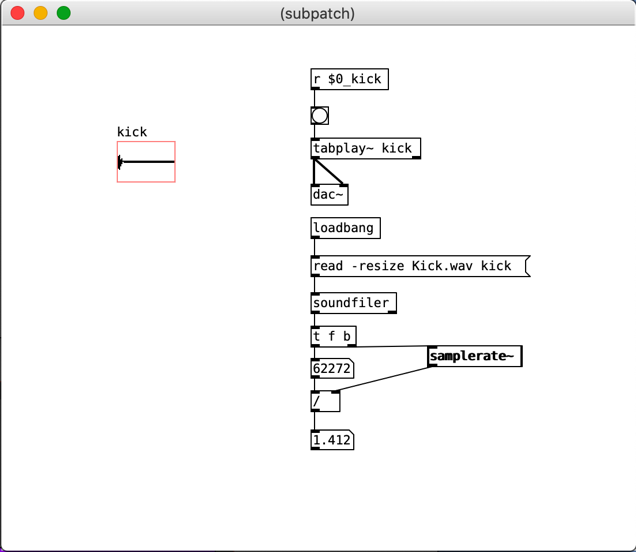 (subpatch)
r $0_kick
kick
tabplay~ kick
dac~
loadbang
read -resize Kick.wav kick
soundfiler
t f b
samplerate~
62272
/
1.412